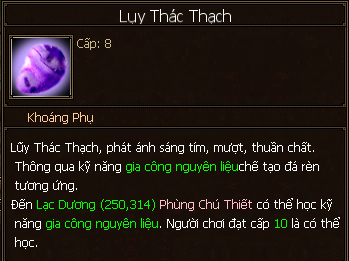 Lụy Thác Thạch
Cấp: 8
Khoáng Phụ
Lũy Thác Thạch, phát ánh sáng tím, mượt, thuần chất.
Thông qua kỹ năng gia công nguyên liệuchế tạo đá rèn
tương ứng.
Đến Lạc Dương (250,314) Phùng Chú Thiết có thể học kỹ
năng gia công nguyên liệu. Người chơi đạt cấp 10 là có thể
học.